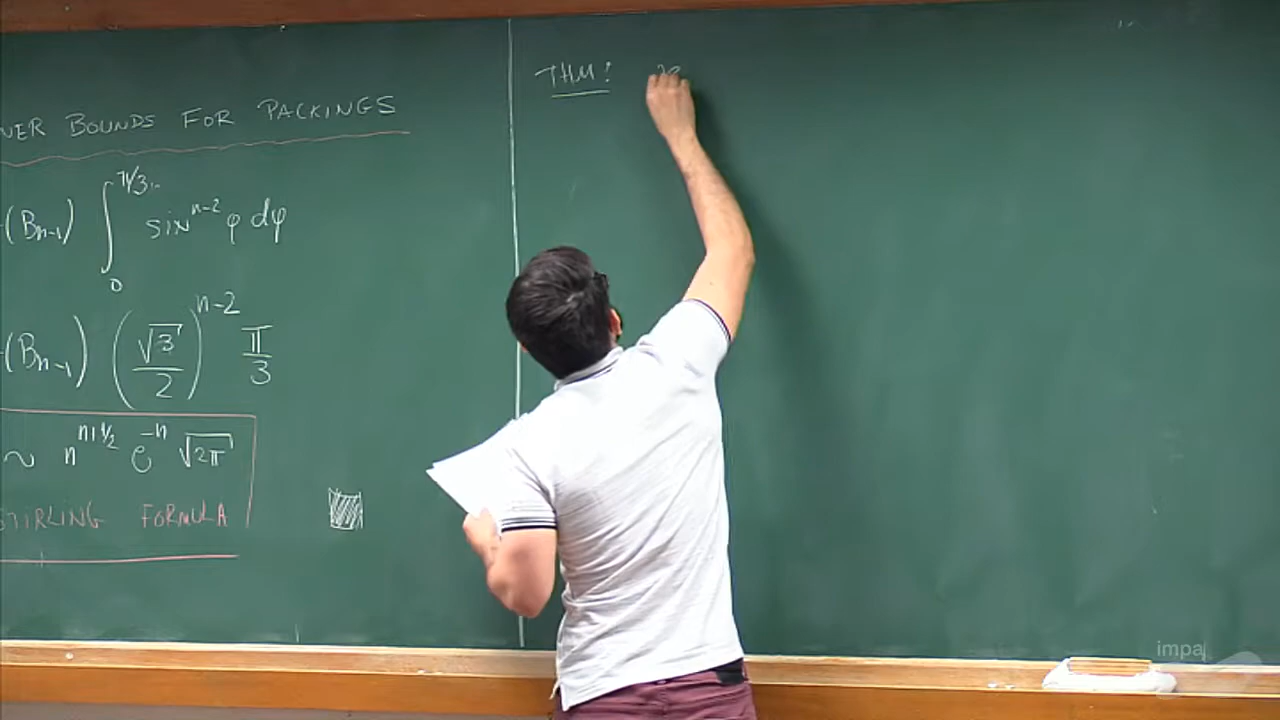 BOUNDS FOR PACKINGS
(Bn-1) ∫₀^{π/3} sin^{n-2} φ dφ
(Bn-1) (√3/2)^{n-2} π/3
~ n^{n+1/2} e^{-n} √2π
STIRLING FORMULA
THM:
impa